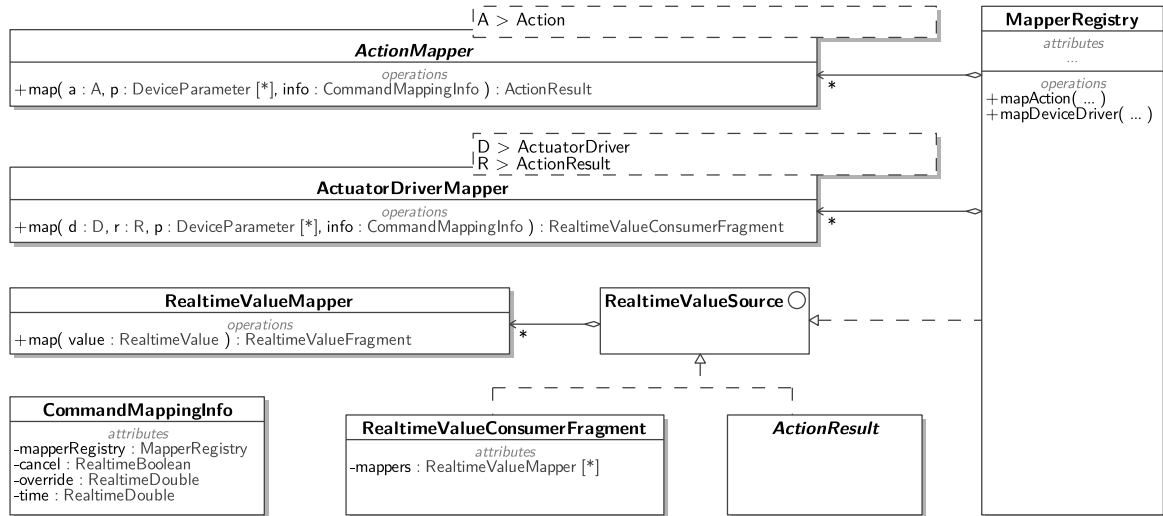 A > Action
ActionMapper
operations
+map( a : A, p : DeviceParameter [*], info : CommandMappingInfo ) : ActionResult
*
MapperRegistry
attributes
...
operations
+mapAction( ... )
+mapDeviceDriver( ... )
D > ActuatorDriver
R > ActionResult
ActuatorDriverMapper
operations
+map( d : D, r : R, p : DeviceParameter [*], info : CommandMappingInfo ) : RealtimeValueConsumerFragment
*
RealtimeValueMapper
operations
+map( value : RealtimeValue ) : RealtimeValueFragment
*
RealtimeValueSource
CommandMappingInfo
attributes
-mapperRegistry : MapperRegistry
-cancel : RealtimeBoolean
-override : RealtimeDouble
-time : RealtimeDouble
RealtimeValueConsumerFragment
attributes
-mappers : RealtimeValueMapper [*]
ActionResult